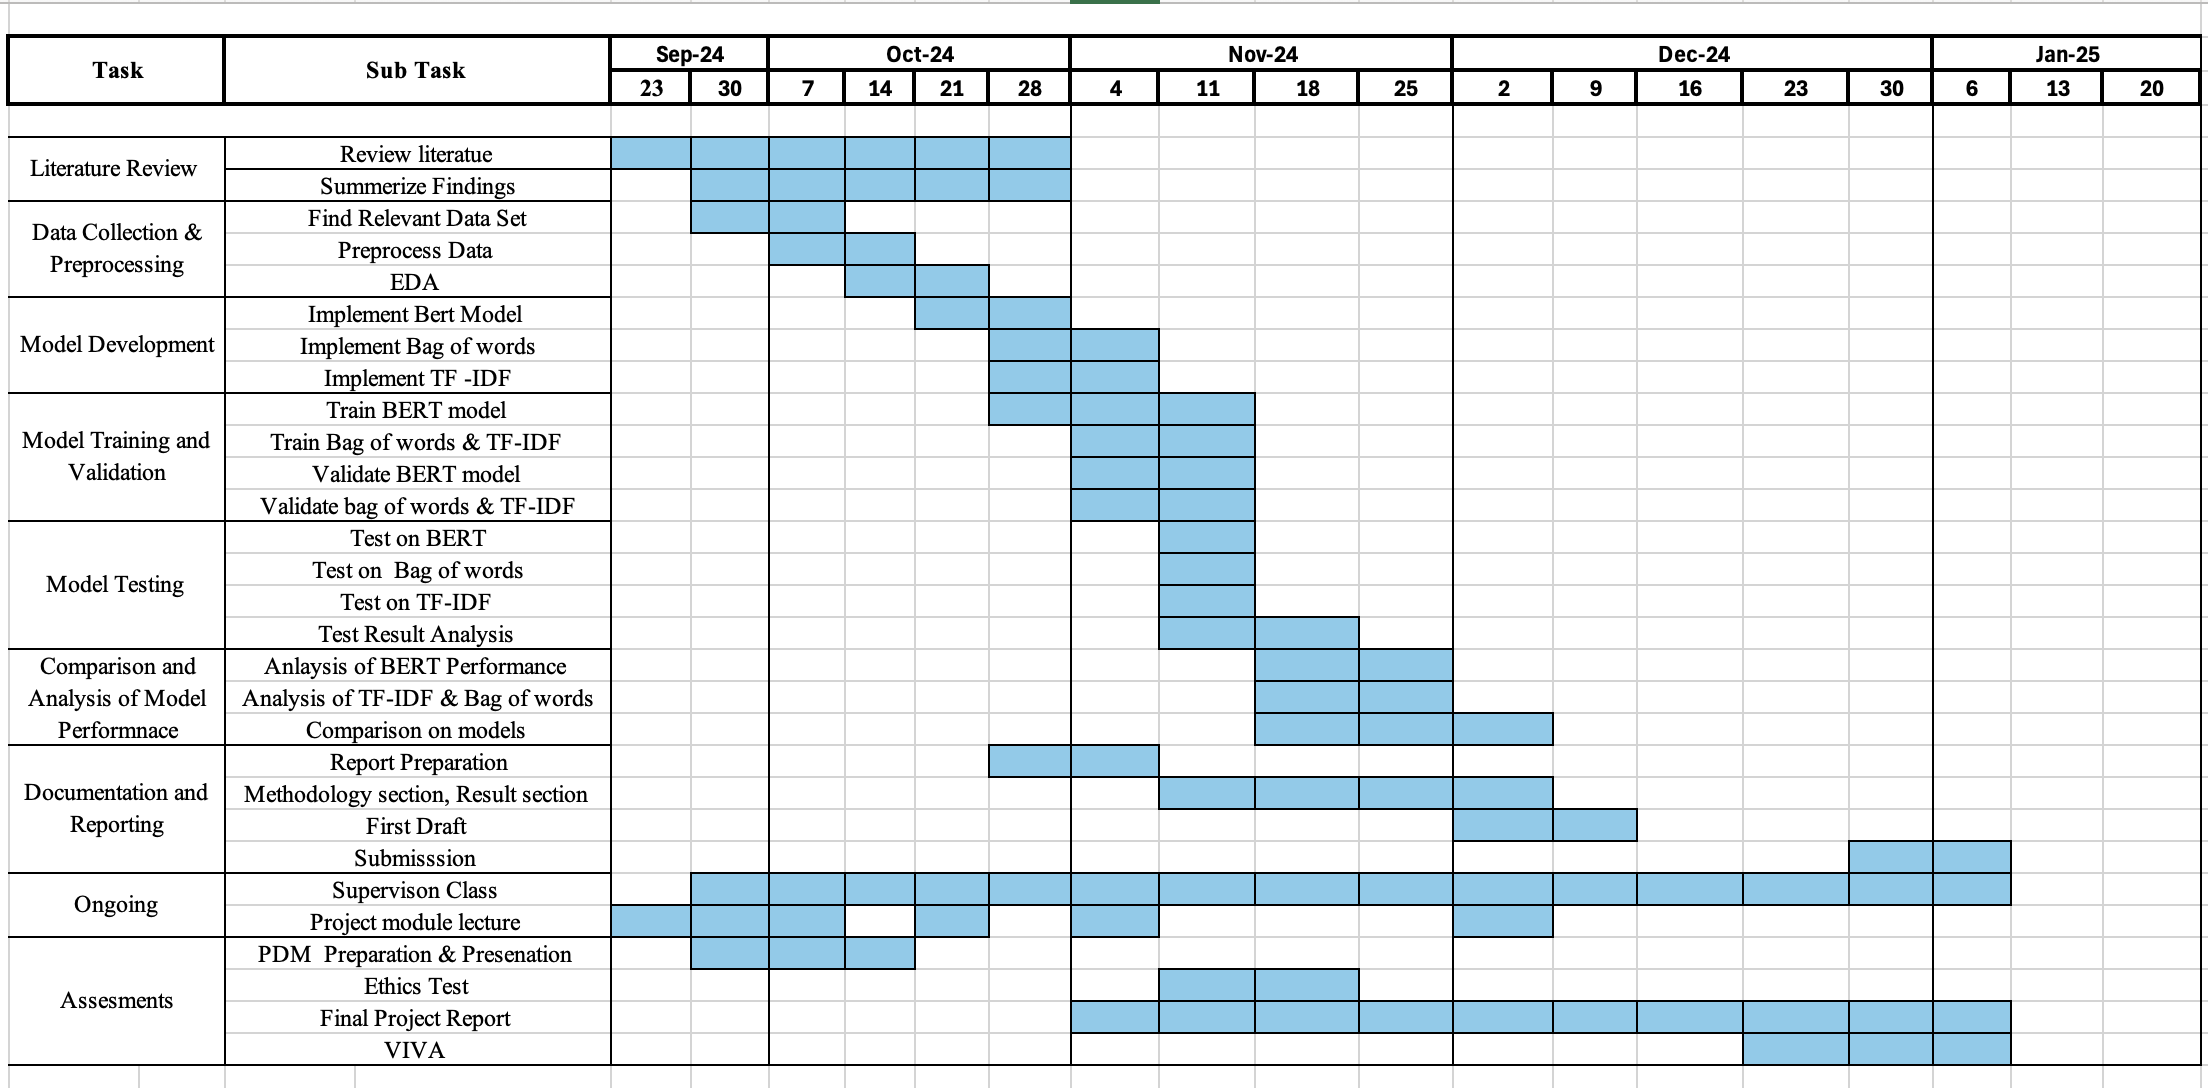 Task Sub Task Sep-24 Oct-24 Nov-24 Dec-24 Jan-25
23 30 7 14 21 28 4 11 18 25 2 9 16 23 30 6 13 20
Literature Review
Review literatue
Summerize Findings
Data Collection &
Preprocessing
Find Relevant Data Set
Preprocess Data
EDA
Model Development
Implement Bert Model
Implement Bag of words
Implement TF -IDF
Model Training and
Validation
Train BERT model
Train Bag of words & TF-IDF
Validate BERT model
Validate bag of words & TF-IDF
Model Testing
Test on BERT
Test on  Bag of words
Test on TF-IDF
Test Result Analysis
Comparison and
Analysis of Model
Performnace
Anlaysis of BERT Performance
Analysis of TF-IDF & Bag of words
Comparison on models
Documentation and
Reporting
Report Preparation
Methodology section, Result section
First Draft
Submisssion
Ongoing
Supervison Class
Project module lecture
Assesments
PDM  Preparation & Presenation
Ethics Test
Final Project Report
VIVA